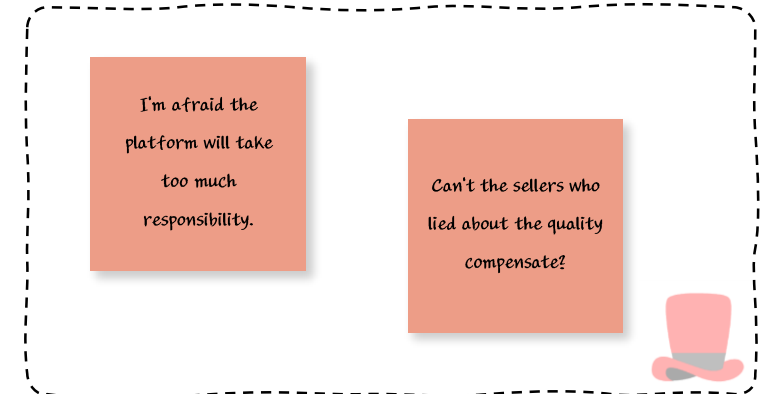 I'm afraid the
platform will take
too much
responsibility.
Can't the sellers who
lied about the quality
compensate?